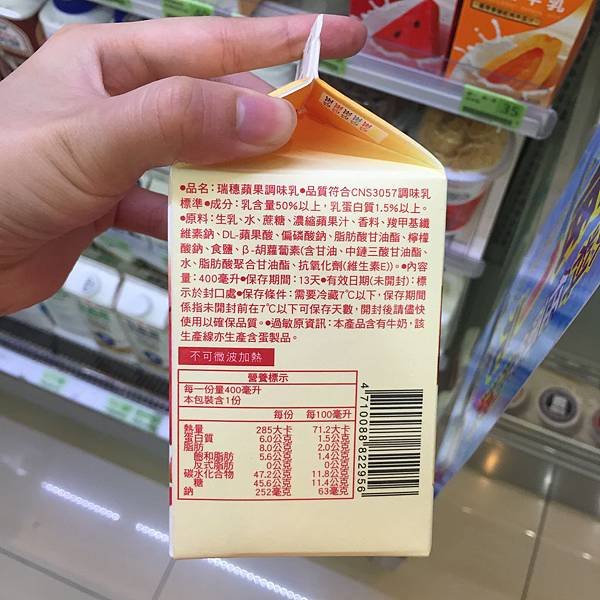 ●品名：瑞穗蘋果調味乳●品質符合CNS3057調味乳
標準●成分：乳含量50%以上，乳蛋白質1.5%以上。
●原料：生乳、水、蔗糖、濃縮蘋果汁、香料、羧甲基纖
維素鈉、DL-蘋果酸、偏磷酸鈉、脂肪酸甘油酯、檸檬
酸鈉、食鹽、β-胡蘿蔔素(含甘油、中鏈三酸甘油酯、
水、脂肪酸聚合甘油酯、抗氧化劑(維生素E))。●內容
量：400毫升●保存期間：13天●有效日期(未開封)：標
示於封口處●保存條件：需要冷藏7℃以下，保存期間
係指未開封前在7℃以下可保存天數，開封後請儘快
使用以確保品質。●過敏原資訊：本產品含有牛奶，該
生產線亦生產含蛋製品。
不可微波加熱
營養標示
每一份量400毫升
本包裝含1份
每份 每100毫升
熱量 285大卡 71.2大卡
蛋白質 6.0公克 1.5公克
脂肪 8.0公克 2.0公克
飽和脂肪 5.6公克 1.4公克
反式脂肪 0公克 0公克
碳水化合物 47.2公克 11.8公克
糖 45.6公克 11.4公克
鈉 252毫克 63毫克
4710088822956
35